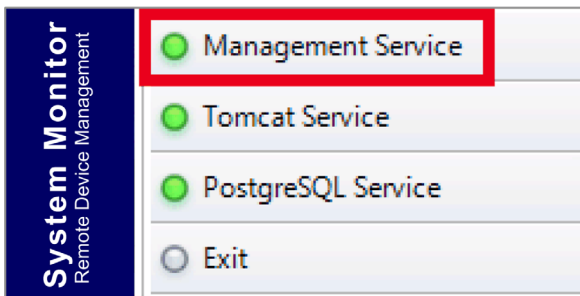 System Monitor
Remote Device Management
Management Service
Tomcat Service
PostgreSQL Service
Exit